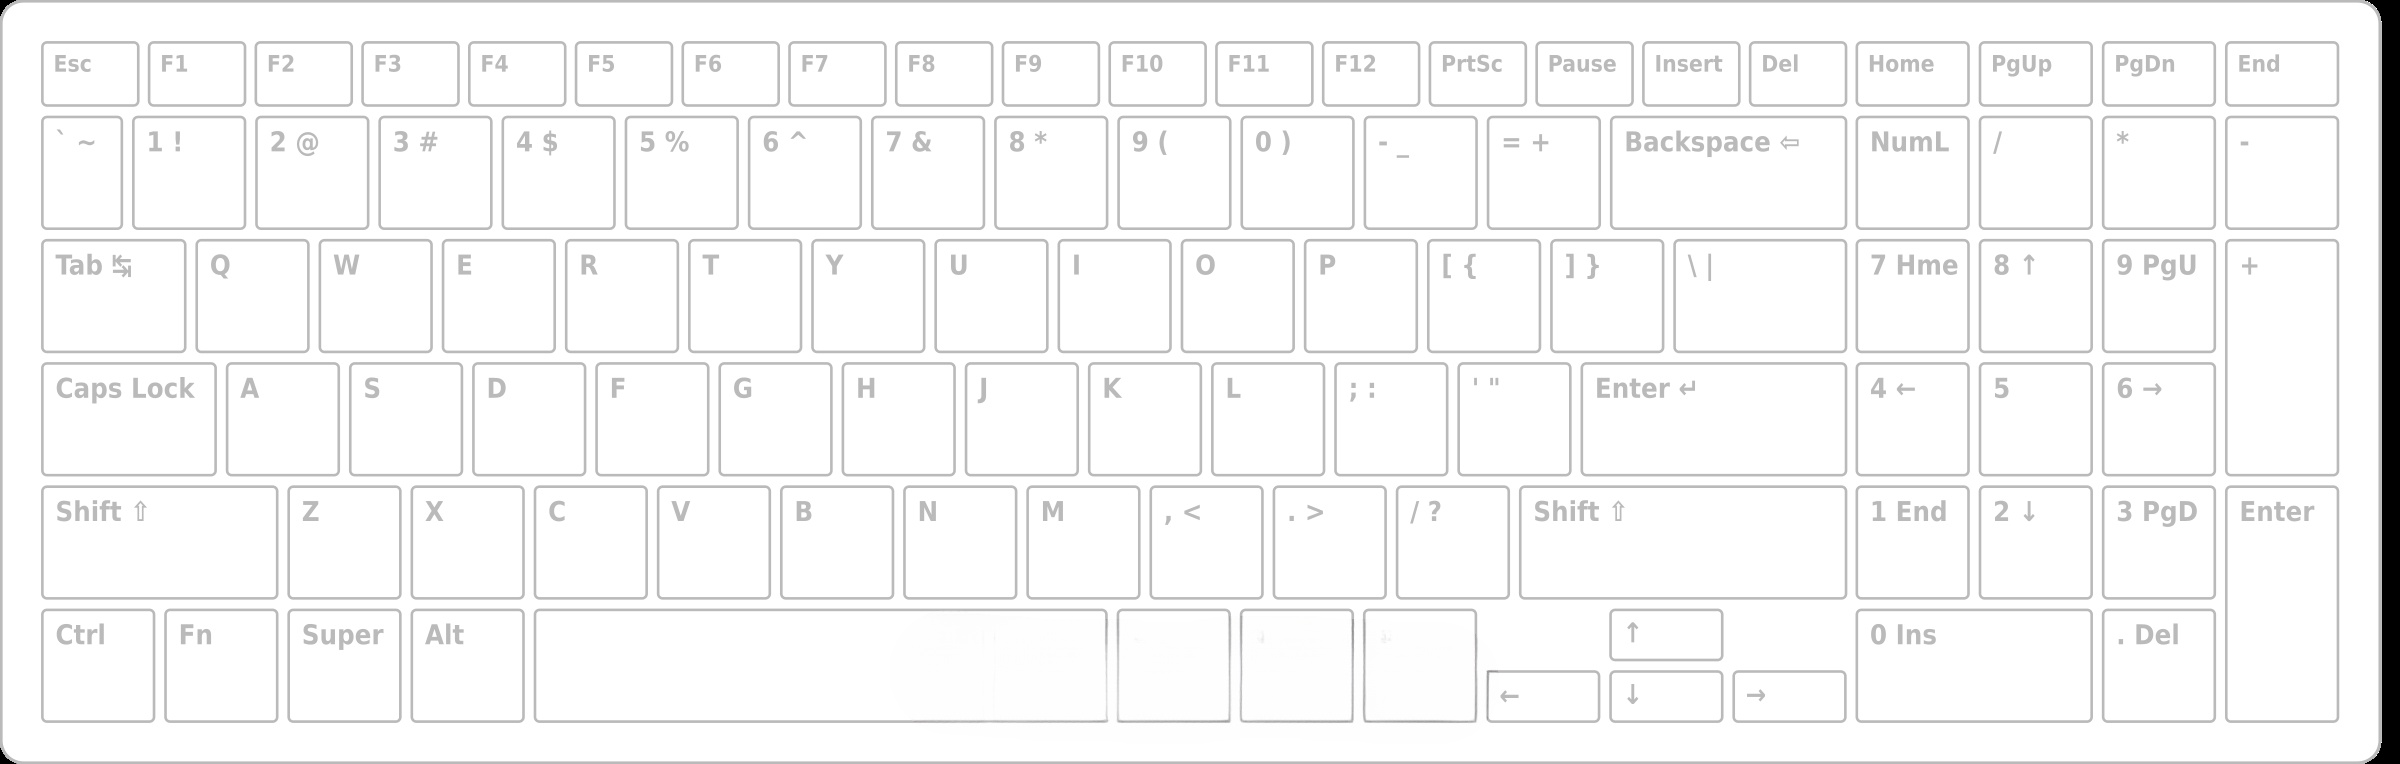 Esc F1 F2 F3 F4 F5 F6 F7 F8 F9 F10 F11 F12 PrtSc Pause Insert Del Home PgUp PgDn End
` ~ 1 ! 2 @ 3 # 4 $ 5 % 6 ^ 7 & 8 * 9 ( 0 ) - _ = + Backspace ⇦ NumL / * -
Tab ↹ Q W E R T Y U I O P [ { ] } \ | 7 Hme 8 ↑ 9 PgU +
Caps Lock A S D F G H J K L ; : ' " Enter ↵ 4 ← 5 6 →
Shift ⇧ Z X C V B N M , < . > / ? Shift ⇧ 1 End 2 ↓ 3 PgD Enter
Ctrl Fn Super Alt ↑ 0 Ins . Del
← ↓ →